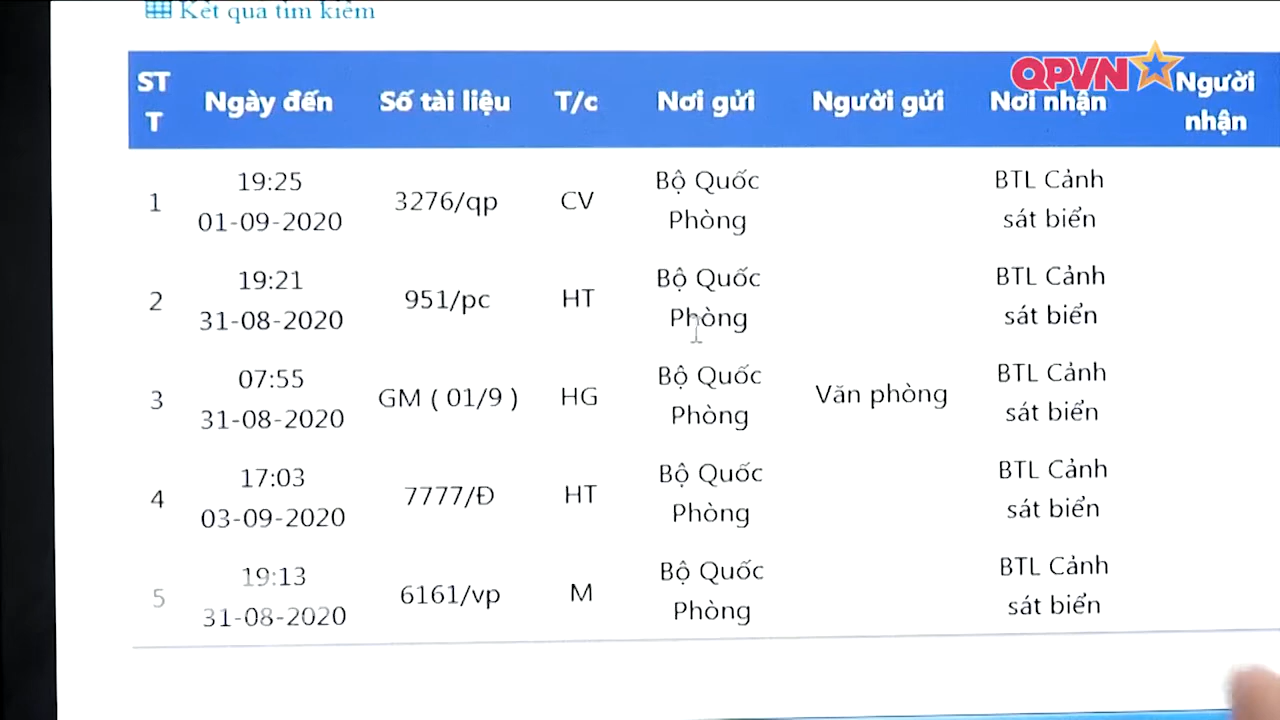 Kết quả tìm kiếm
QPVN
ST
T
Ngày đến
Số tài liệu
T/c
Nơi gửi
Người gửi
Nơi nhận
Người
nhận
1
19:25
01-09-2020
3276/qp
CV
Bộ Quốc
Phòng
BTL Cảnh
sát biển
2
19:21
31-08-2020
951/pc
HT
Bộ Quốc
Phòng
BTL Cảnh
sát biển
3
07:55
31-08-2020
GM ( 01/9 )
HG
Bộ Quốc
Phòng
Văn phòng
BTL Cảnh
sát biển
4
17:03
03-09-2020
7777/Đ
HT
Bộ Quốc
Phòng
BTL Cảnh
sát biển
5
19:13
31-08-2020
6161/vp
M
Bộ Quốc
Phòng
BTL Cảnh
sát biển